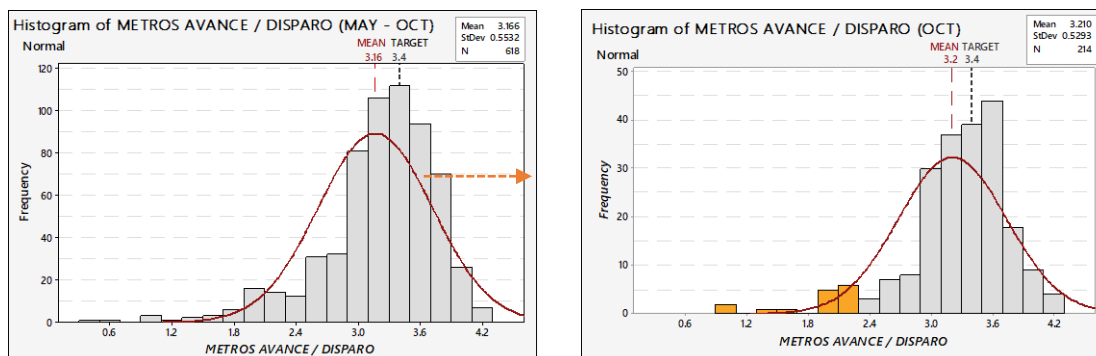 Histogram of METROS AVANCE / DISPARO (MAY - OCT)
Normal
Mean 3.166
StDev 0.5532
N 618
MEAN TARGET
3.16 3.4
120
100
80
60
40
20
0
Frequency
0.6 1.2 1.8 2.4 3.0 3.6 4.2
METROS AVANCE / DISPARO
Histogram of METROS AVANCE / DISPARO (OCT)
Normal
Mean 3.210
StDev 0.5293
N 214
MEAN TARGET
3.2 3.4
50
40
30
20
10
0
Frequency
0.6 1.2 1.8 2.4 3.0 3.6 4.2
METROS AVANCE / DISPARO